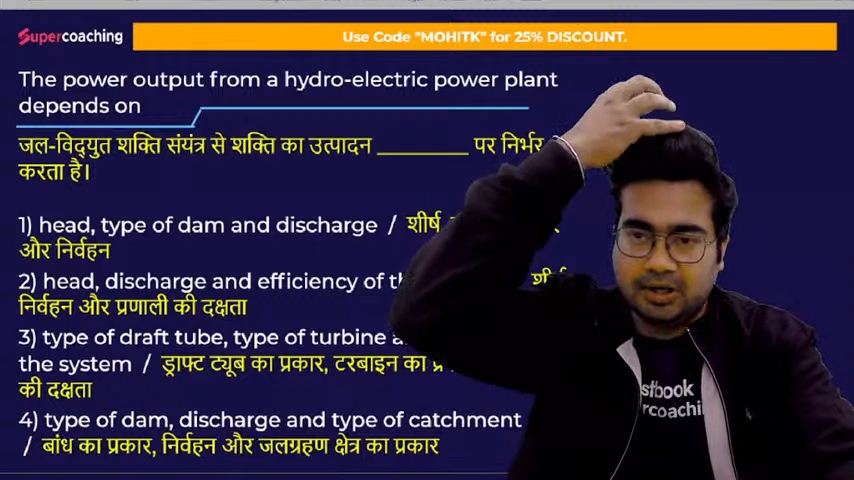 Supercoaching
Use Code "MOHITK" for 25% DISCOUNT.
The power output from a hydro-electric power plant
depends on
जल-विद्युत शक्ति संयंत्र से शक्ति का उत्पादन _________ पर निर्भर
करता है।
1) head, type of dam and discharge / शीर्ष
और निर्वहन
2) head, discharge and efficiency of
निर्वहन और प्रणाली की दक्षता
3) type of draft tube, type of turbine
the system / ड्राफ्ट ट्यूब का प्रकार, टरबाइन का
की दक्षता
4) type of dam, discharge and type of catchment
/ बांध का प्रकार, निर्वहन और जलग्रहण क्षेत्र का प्रकार